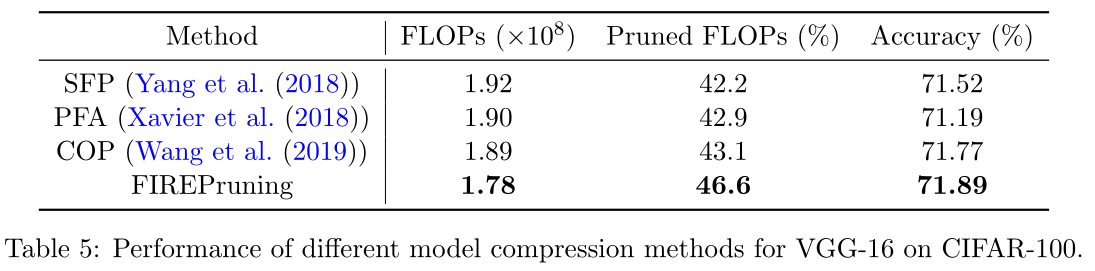 Method FLOPs (×10⁸) Pruned FLOPs (%) Accuracy (%)
SFP (Yang et al. (2018)) 1.92 42.2 71.52
PFA (Xavier et al. (2018)) 1.90 42.9 71.19
COP (Wang et al. (2019)) 1.89 43.1 71.77
FIREPruning 1.78 46.6 71.89
Table 5: Performance of different model compression methods for VGG-16 on CIFAR-100.